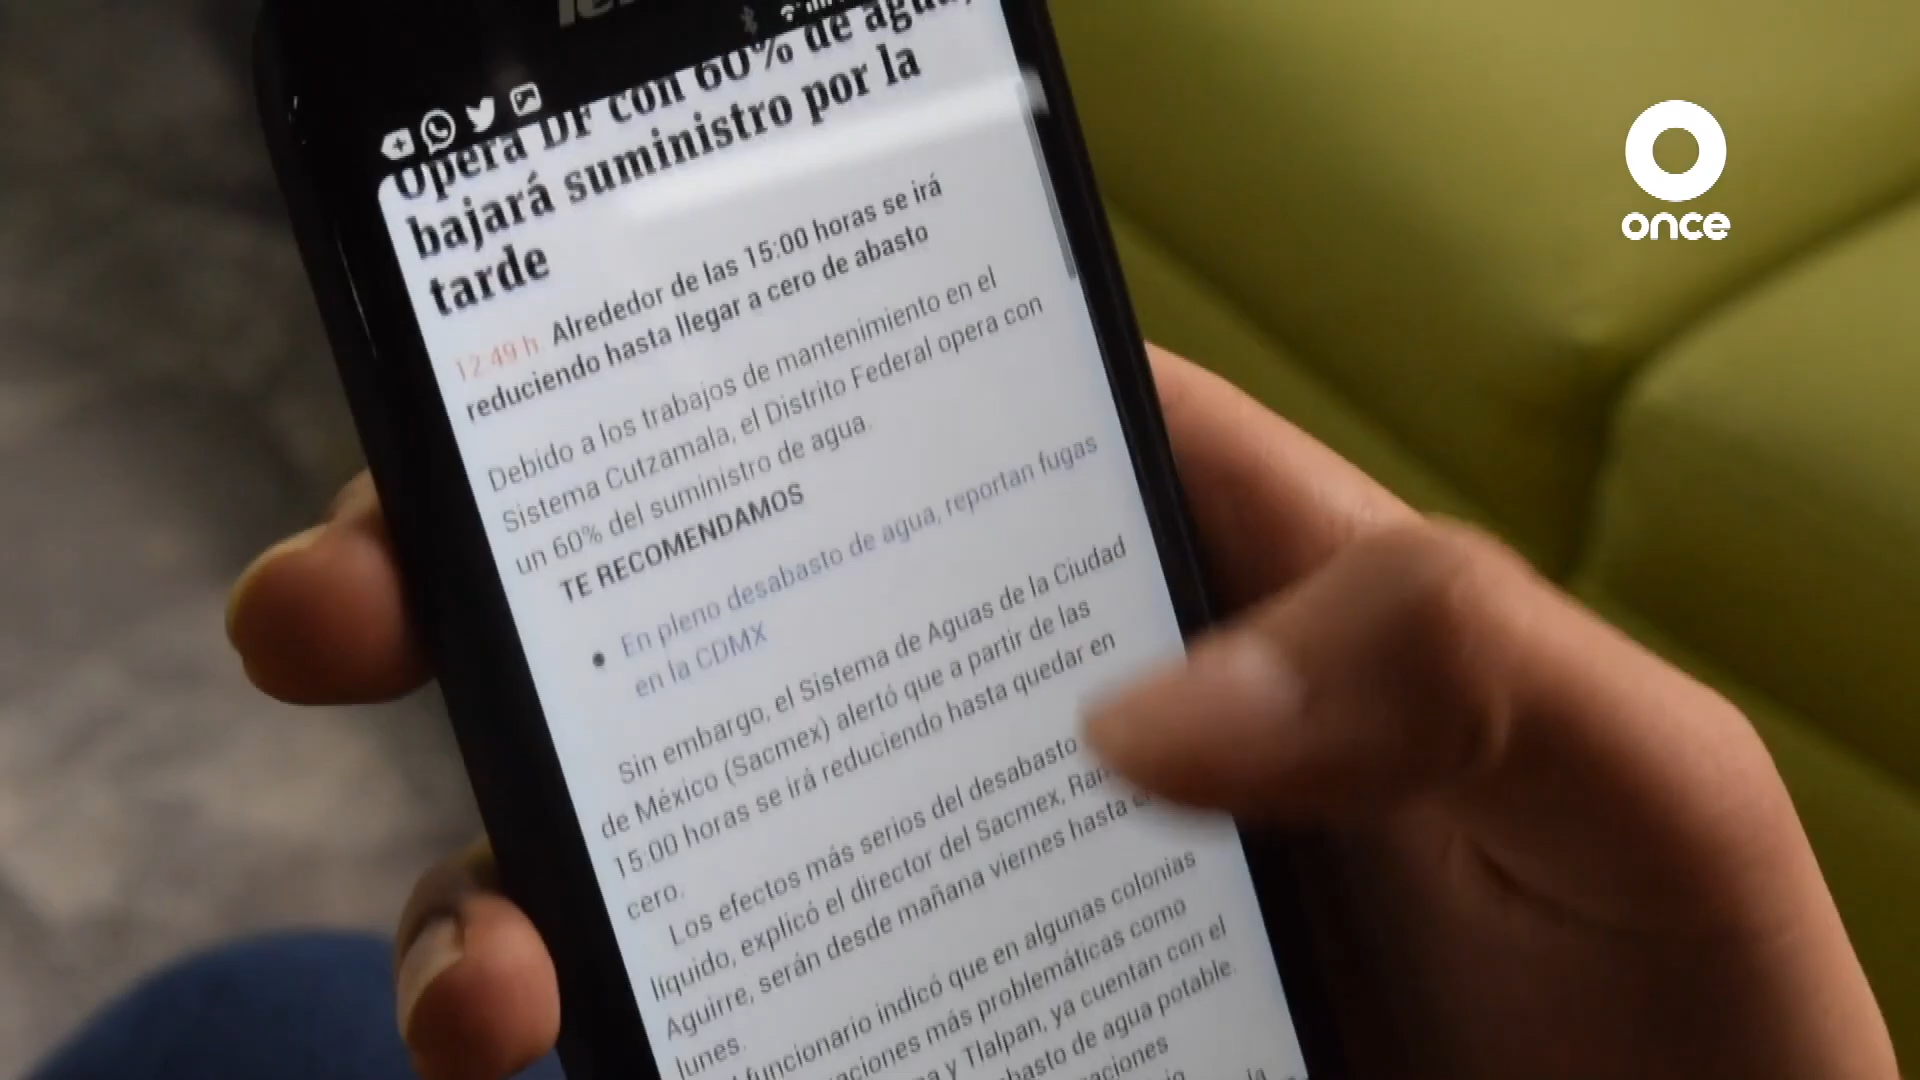 once
Opera DF con 60% de agua,
bajará suministro por la
tarde
12:49 h Alrededor de las 15:00 horas se irá
reduciendo hasta llegar a cero de abasto
Debido a los trabajos de mantenimiento en el
Sistema Cutzamala, el Distrito Federal opera con
un 60% del suministro de agua.
TE RECOMENDAMOS
• En pleno desabasto de agua, reportan fugas
en la CDMX
Sin embargo, el Sistema de Aguas de la Ciudad
de México (Sacmex) alertó que a partir de las
15:00 horas se irá reduciendo hasta quedar en
cero.
Los efectos más serios del desabasto
líquido, explicó el director del Sacmex,
Aguirre, serán desde mañana viernes hasta
lunes.
funcionario indicó que en algunas colonias
más problemáticas como
y Tlalpan, ya cuentan con el
de agua potable.